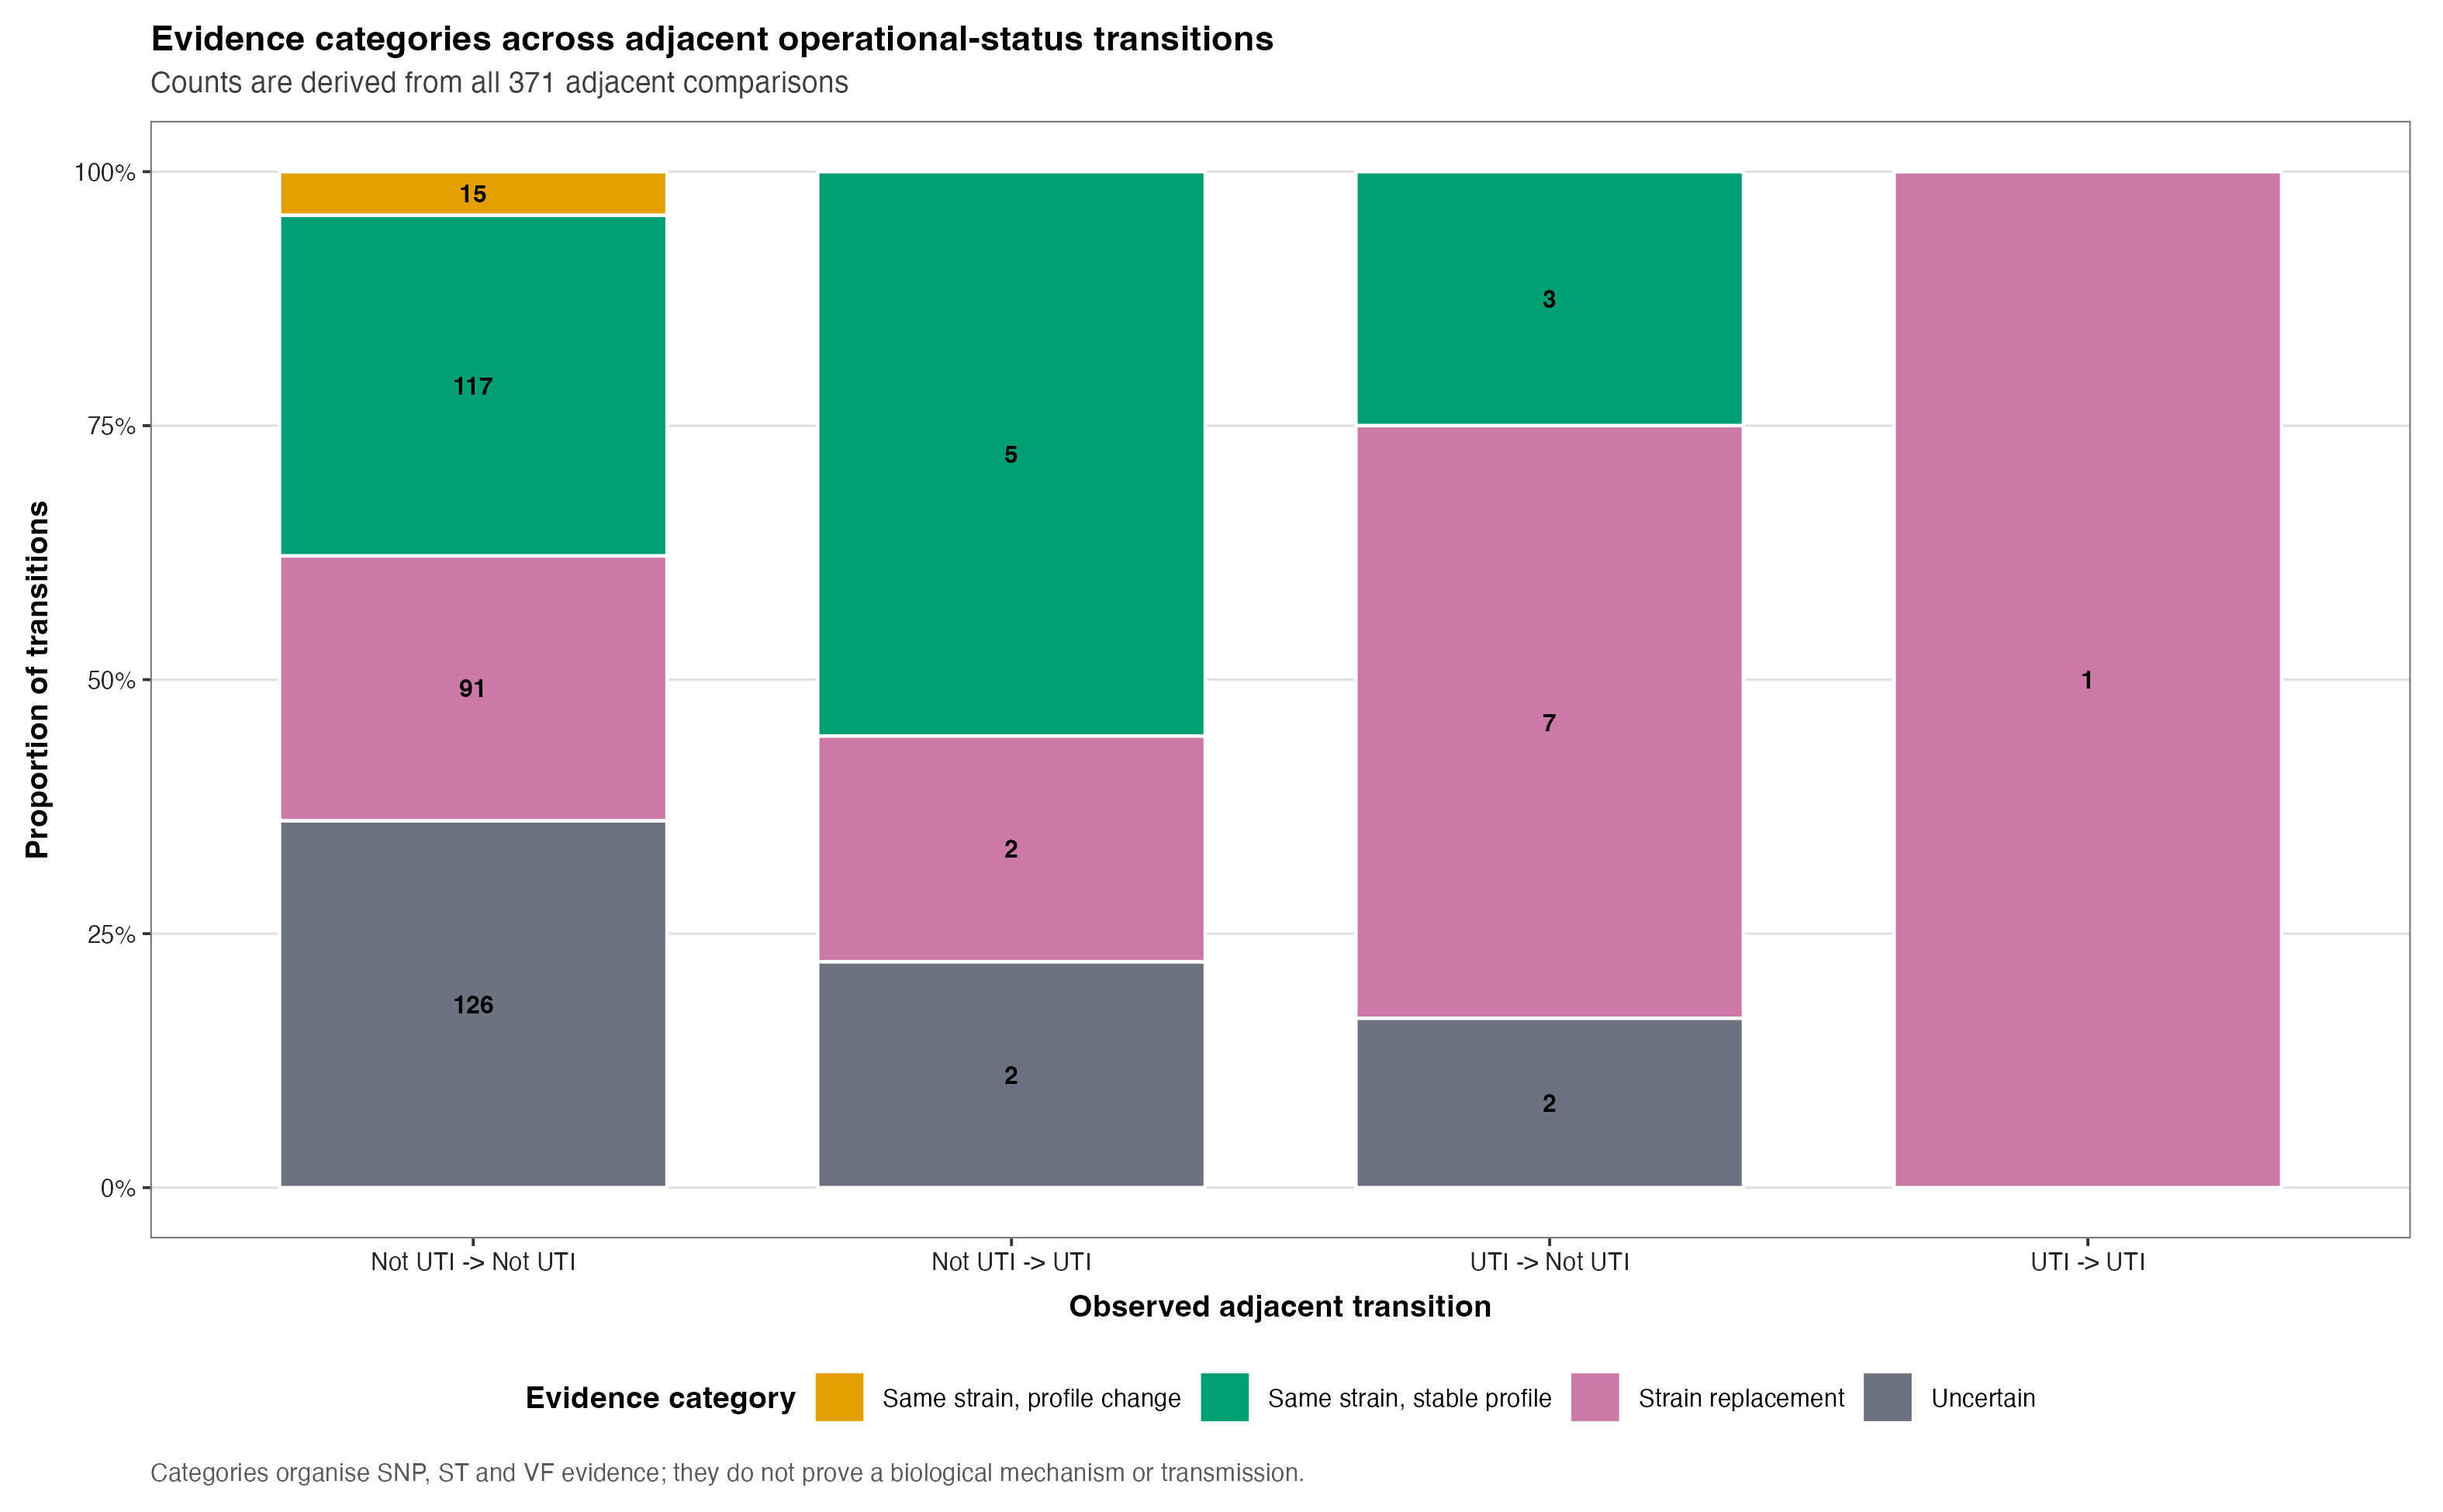 Evidence categories across adjacent operational-status transitions
Counts are derived from all 371 adjacent comparisons
Proportion of transitions
100%
75%
50%
25%
0%
15
117
91
126
5
2
2
3
7
2
1
Not UTI -> Not UTI
Not UTI -> UTI
UTI -> Not UTI
UTI -> UTI
Observed adjacent transition
Evidence category
Same strain, profile change
Same strain, stable profile
Strain replacement
Uncertain
Categories organise SNP, ST and VF evidence; they do not prove a biological mechanism or transmission.